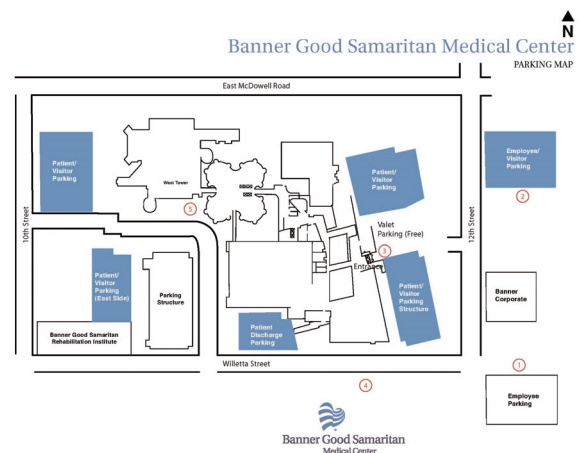 N
Banner Good Samaritan Medical Center
PARKING MAP
East McDowell Road
Patient/
Visitor
Parking
West Tower
Patient/
Visitor
Parking
Employee/
Visitor
Parking
2
5
10th Street
12th Street
Valet
Parking (Free)
3
Entrance
Patient/
Visitor
Parking
(East Side)
Parking
Structure
Patient/
Visitor
Parking
Structure
Banner
Corporate
Patient
Discharge
Parking
Banner Good Samaritan
Rehabilitation Institute
Willetta Street
1
4
Employee
Parking
Banner Good Samaritan
Medical Center